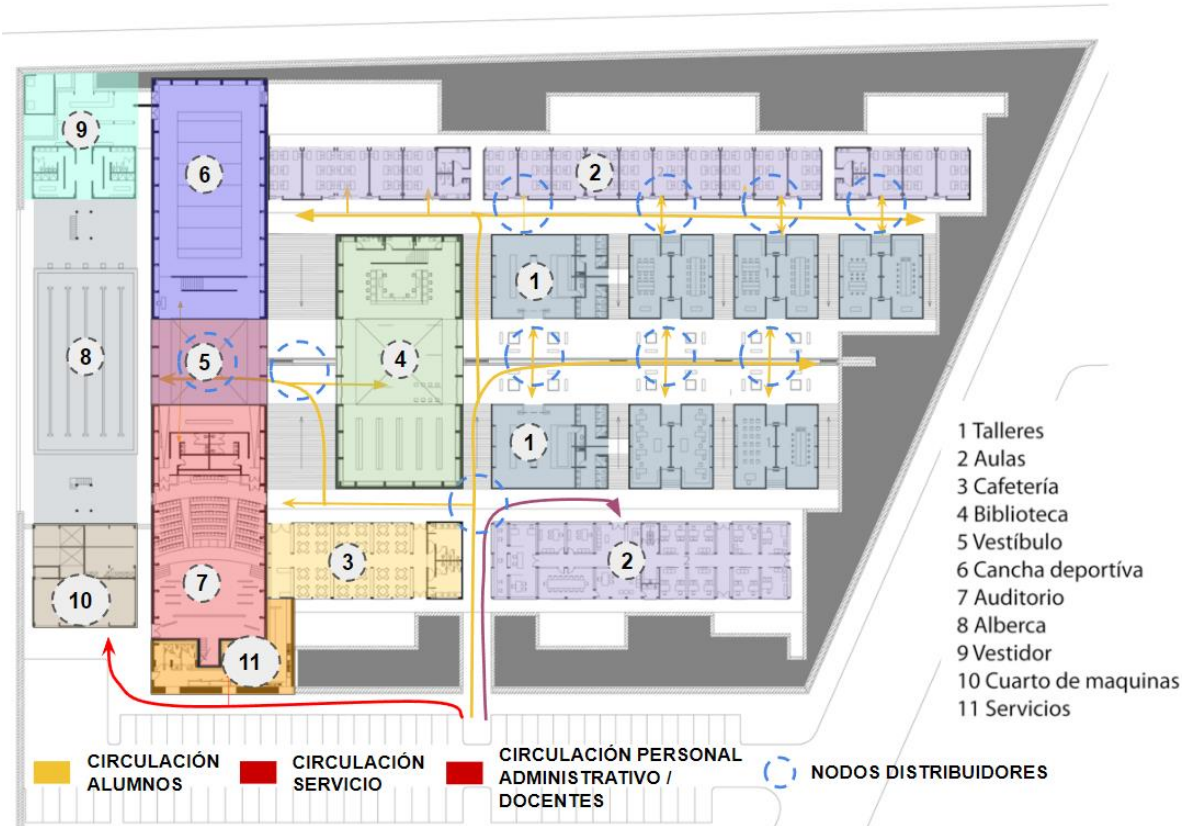 9
6
2
1
8
5
4
1
3
2
7
10
11
1 Talleres
2 Aulas
3 Cafetería
4 Biblioteca
5 Vestíbulo
6 Cancha deportíva
7 Auditorio
8 Alberca
9 Vestidor
10 Cuarto de maquinas
11 Servicios
CIRCULACIÓN
ALUMNOS
CIRCULACIÓN
SERVICIO
CIRCULACIÓN PERSONAL
ADMINISTRATIVO /
DOCENTES
NODOS DISTRIBUIDORES